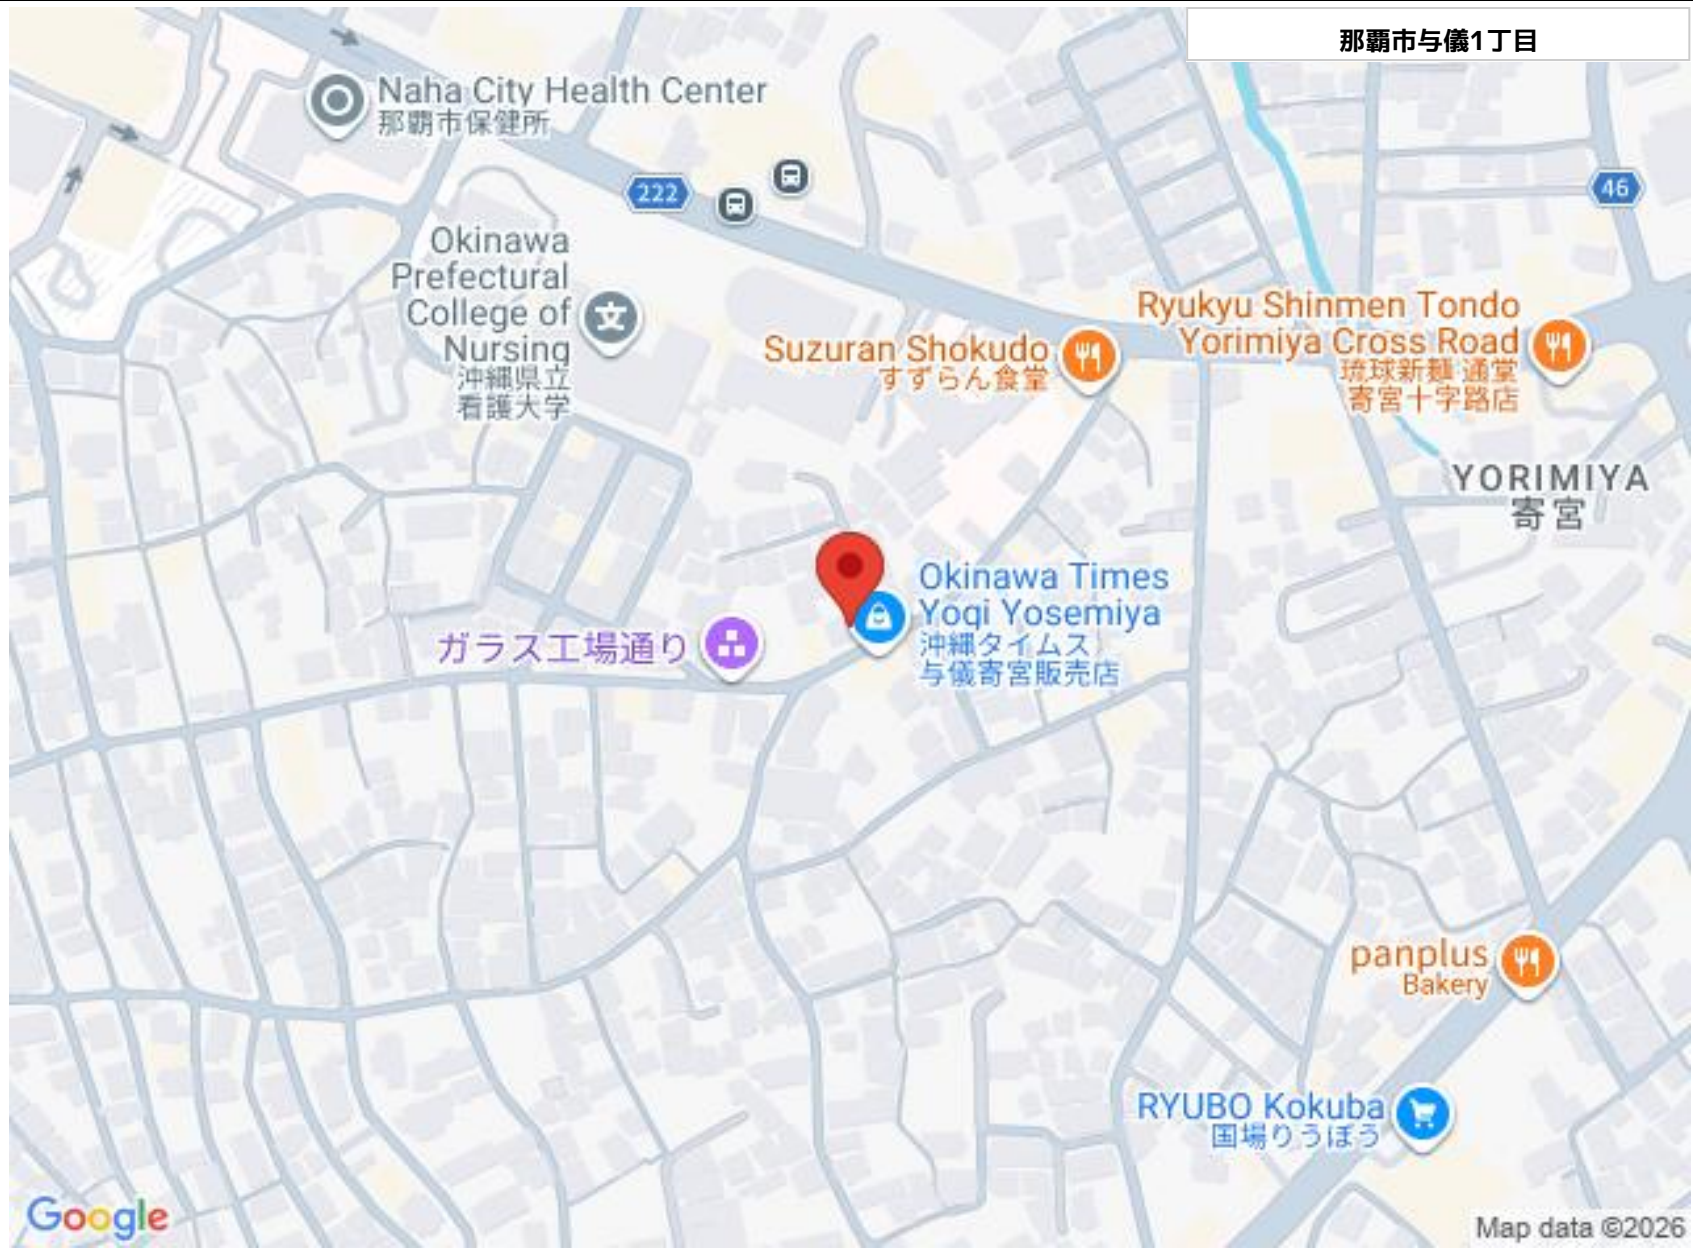 那覇市与儀1丁目
Naha City Health Center
那覇市保健所
222
46
Okinawa
Prefectural
College of
Nursing
沖縄県立
看護大学
Suzuran Shokudo
すずらん食堂
Ryukyu Shinmen Tondo
Yorimiya Cross Road
琉球新麺 通堂
寄宮十字路店
YORIMIYA
寄宮
Okinawa Times
Yogi Yosemiya
沖縄タイムス
与儀寄宮販売店
ガラス工場通り
panplus
Bakery
RYUBO Kokuba
国場りうぼう
Google
Map data ©2026